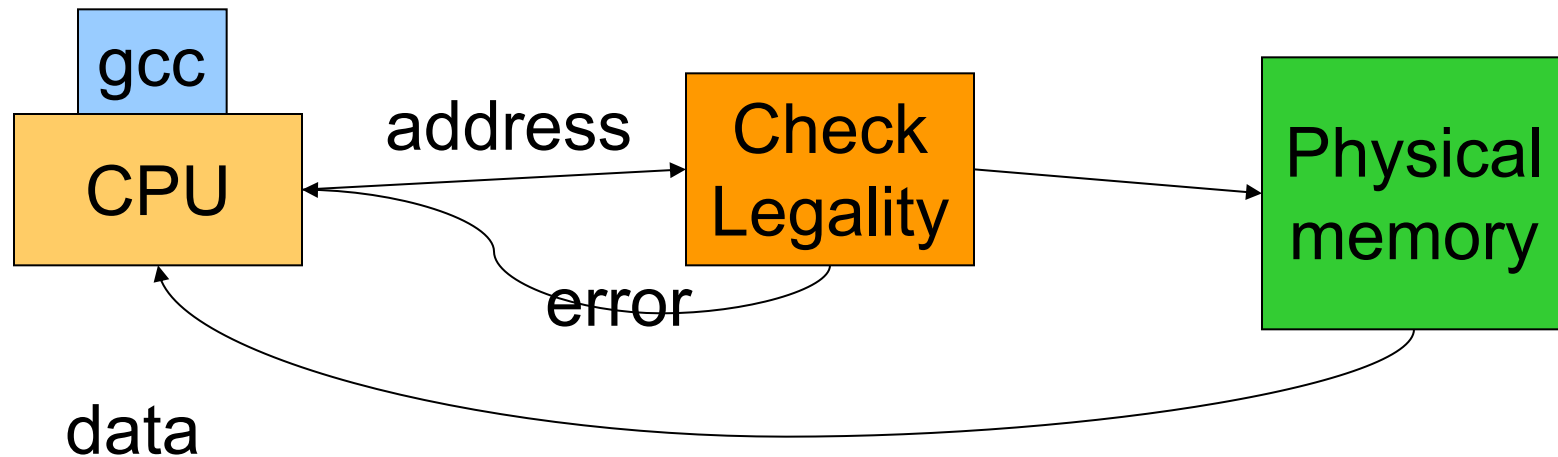 gcc
CPU
address
Check
Legality
Physical
memory
error
data